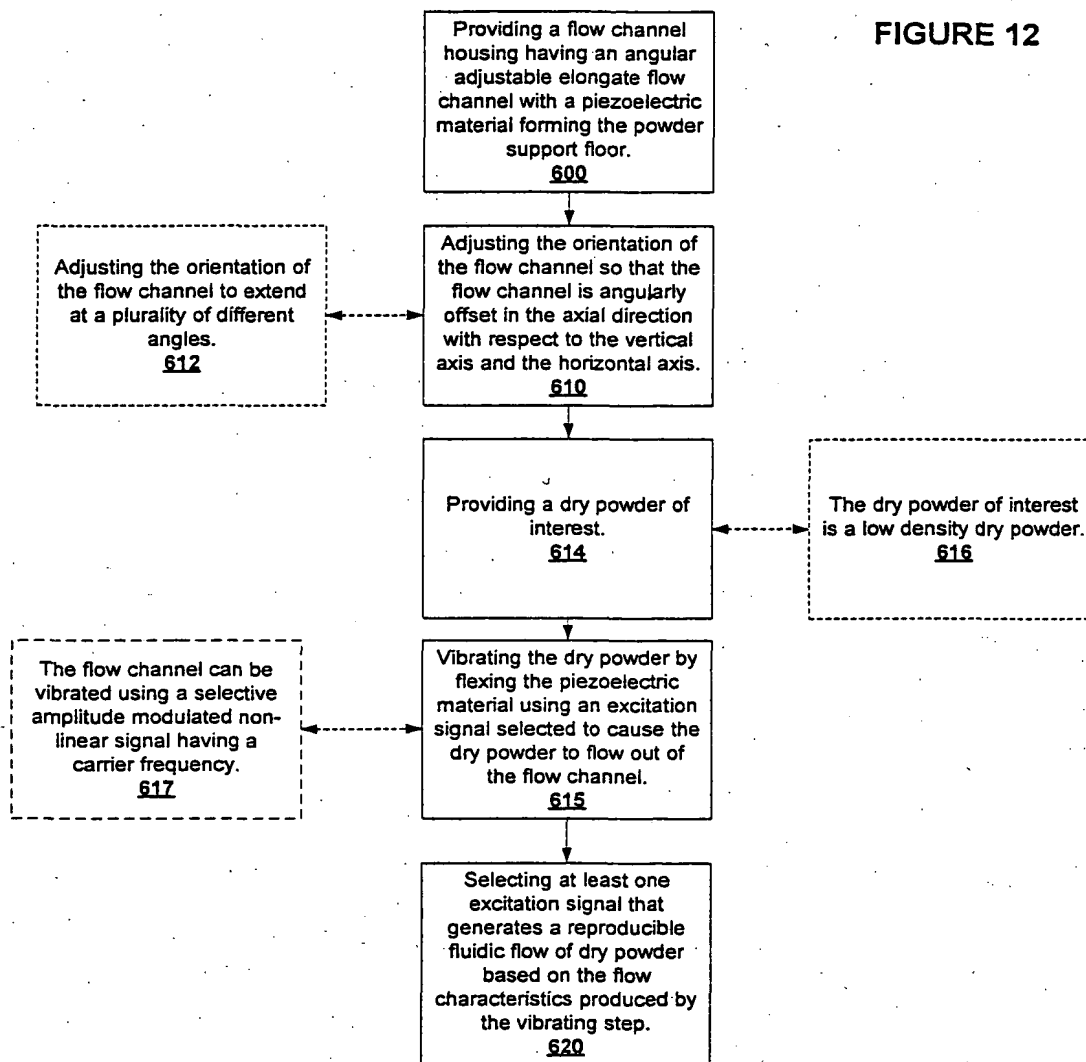 FIGURE 12
Providing a flow channel
housing having an angular
adjustable elongate flow
channel with a piezoelectric
material forming the powder
support floor.
600
Adjusting the orientation of
the flow channel to extend
at a plurality of different
angles.
612
Adjusting the orientation of
the flow channel so that the
flow channel is angularly
offset in the axial direction
with respect to the vertical
axis and the horizontal axis.
610
Providing a dry powder of
interest.
614
The dry powder of interest
is a low density dry powder.
616
The flow channel can be
vibrated using a selective
amplitude modulated non-
linear signal having a
carrier frequency.
617
Vibrating the dry powder by
flexing the piezoelectric
material using an excitation
signal selected to cause the
dry powder to flow out of
the flow channel.
615
Selecting at least one
excitation signal that
generates a reproducible
fluidic flow of dry powder
based on the flow
characteristics produced by
the vibrating step.
620